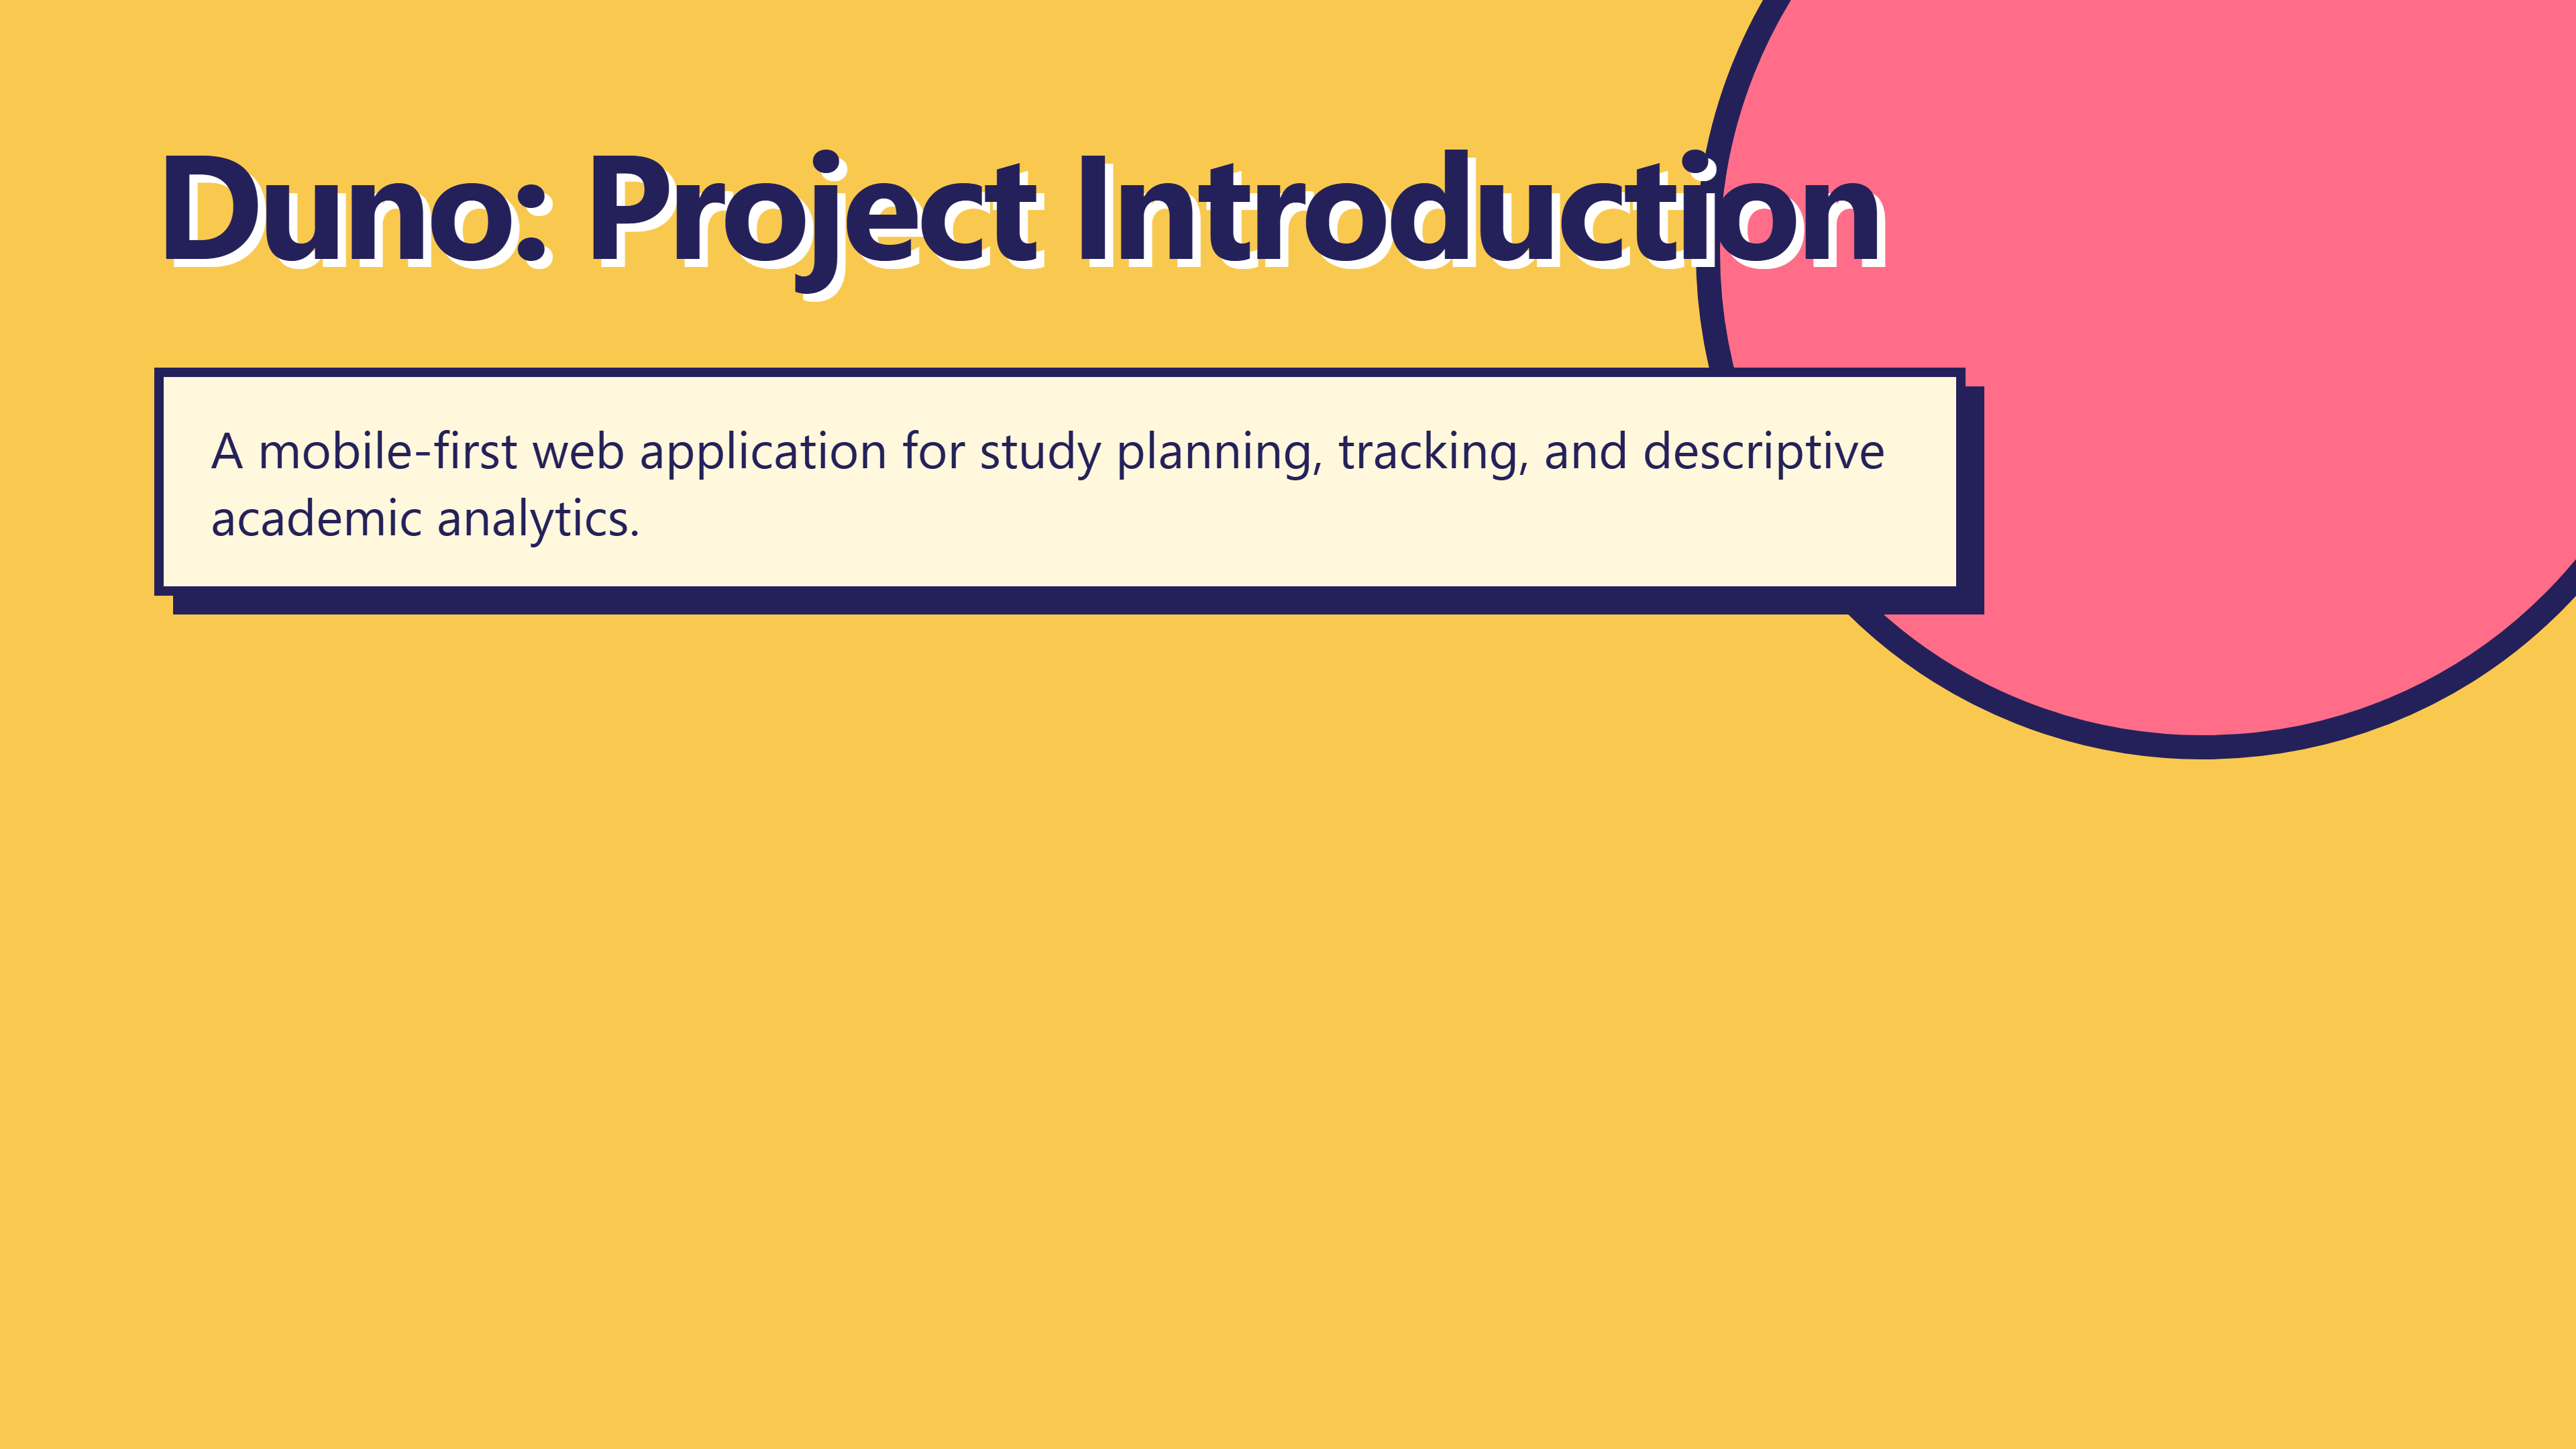 Duno: Project Introduction
A mobile-first web application for study planning, tracking, and descriptive
academic analytics.